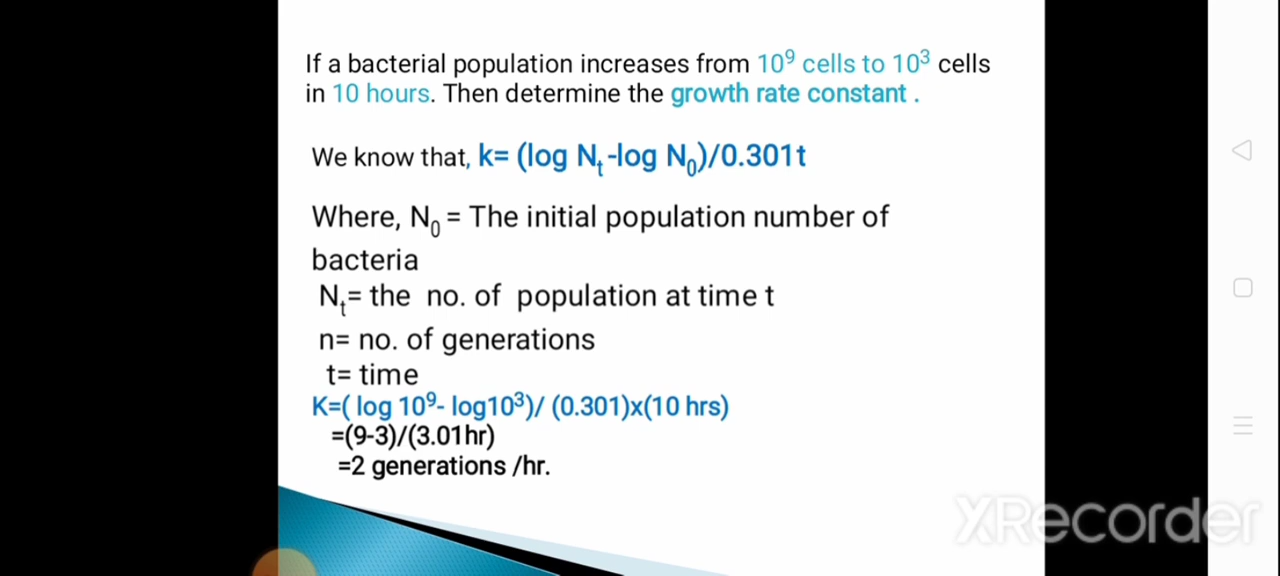 If a bacterial population increases from 10⁹ cells to 10³ cells
in 10 hours. Then determine the growth rate constant .
We know that, k= (log Nₜ -log N₀)/0.301t
Where, N₀ = The initial population number of
bacteria
Nₜ= the no. of population at time t
n= no. of generations
t= time
K=( log 10⁹- log10³)/ (0.301)x(10 hrs)
=(9-3)/(3.01hr)
=2 generations /hr.
XRecorder